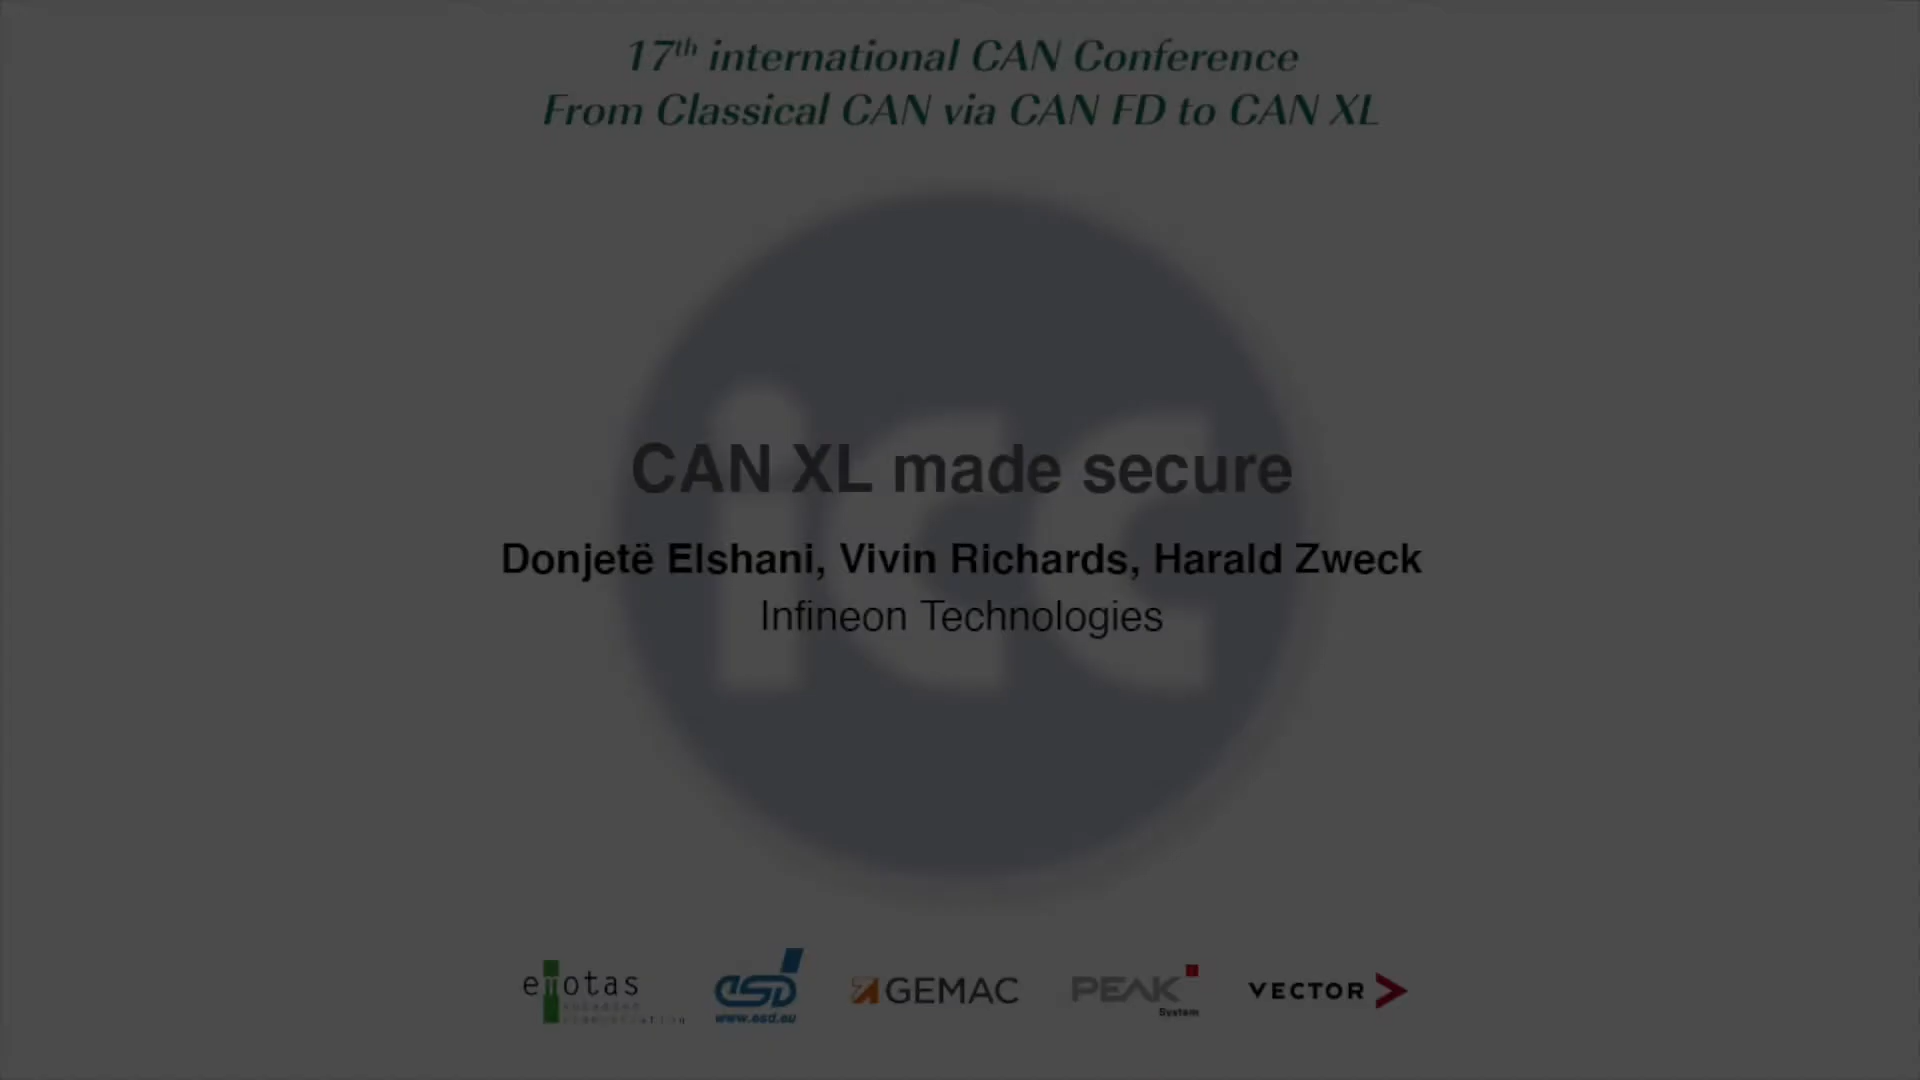 17th international CAN Conference
From Classical CAN via CAN FD to CAN XL
icc
CAN XL made secure
Donjetë Elshani, Vivin Richards, Harald Zweck
Infineon Technologies
emotas
esd
www.esd.eu
GEMAC
PEAK
System
VECTOR